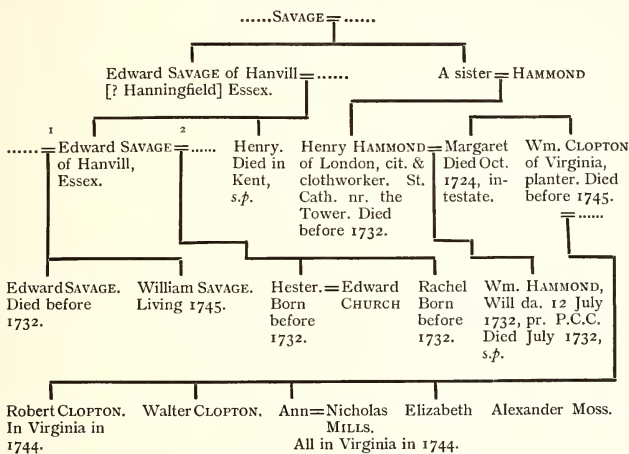 ......SAVAGE=......
Edward SAVAGE of Hanvill=......
[? Hanningfield] Essex.
A sister=HAMMOND
1
......=Edward SAVAGE=......
2
of Hanvill,
Essex.
Henry.
Died in
Kent,
s.p.
Henry HAMMOND=
of London, cit. &
clothworker. St.
Cath. nr. the
Tower. Died
before 1732.
Margaret
Died Oct.
1724, in-
testate.
Wm. CLOPTON
of Virginia,
planter. Died
before 1745.
=......
Edward SAVAGE.
Died before
1732.
William SAVAGE.
Living 1745.
Hester.=Edward
Born CHURCH
before
1732.
Rachel
Born
before
1732.
Wm. HAMMOND,
Will da. 12 July
1732, pr. P.C.C.
Died July 1732,
s.p.
Robert CLOPTON.
In Virginia in
1744.
Walter CLOPTON.
Ann=Nicholas
MILLS.
Elizabeth
Alexander Moss.
All in Virginia in 1744.